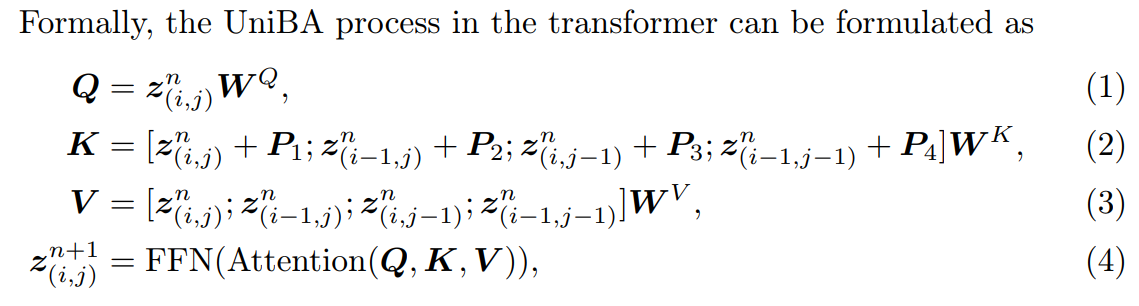 Formally, the UniBA process in the transformer can be formulated as
Q = z^n_{(i,j)} W^Q, (1)
K = [z^n_{(i,j)} + P_1; z^n_{(i−1,j)} + P_2; z^n_{(i,j−1)} + P_3; z^n_{(i−1,j−1)} + P_4]W^K, (2)
V = [z^n_{(i,j)}; z^n_{(i−1,j)}; z^n_{(i,j−1)}; z^n_{(i−1,j−1)}]W^V, (3)
z^{n+1}_{(i,j)} = FFN(Attention(Q, K, V)), (4)